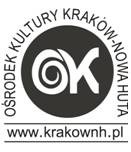 OŚRODEK KULTURY KRAKÓW-NOWA HUTA
OK
www.krakownh.pl